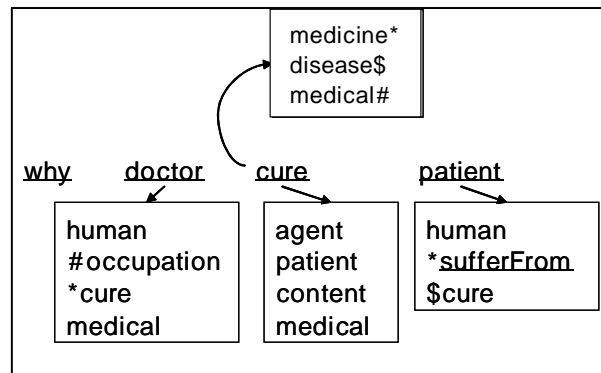 medicine*
disease$
medical#
why doctor cure patient
human
#occupation
*cure
medical
agent
patient
content
medical
human
*sufferFrom
$cure